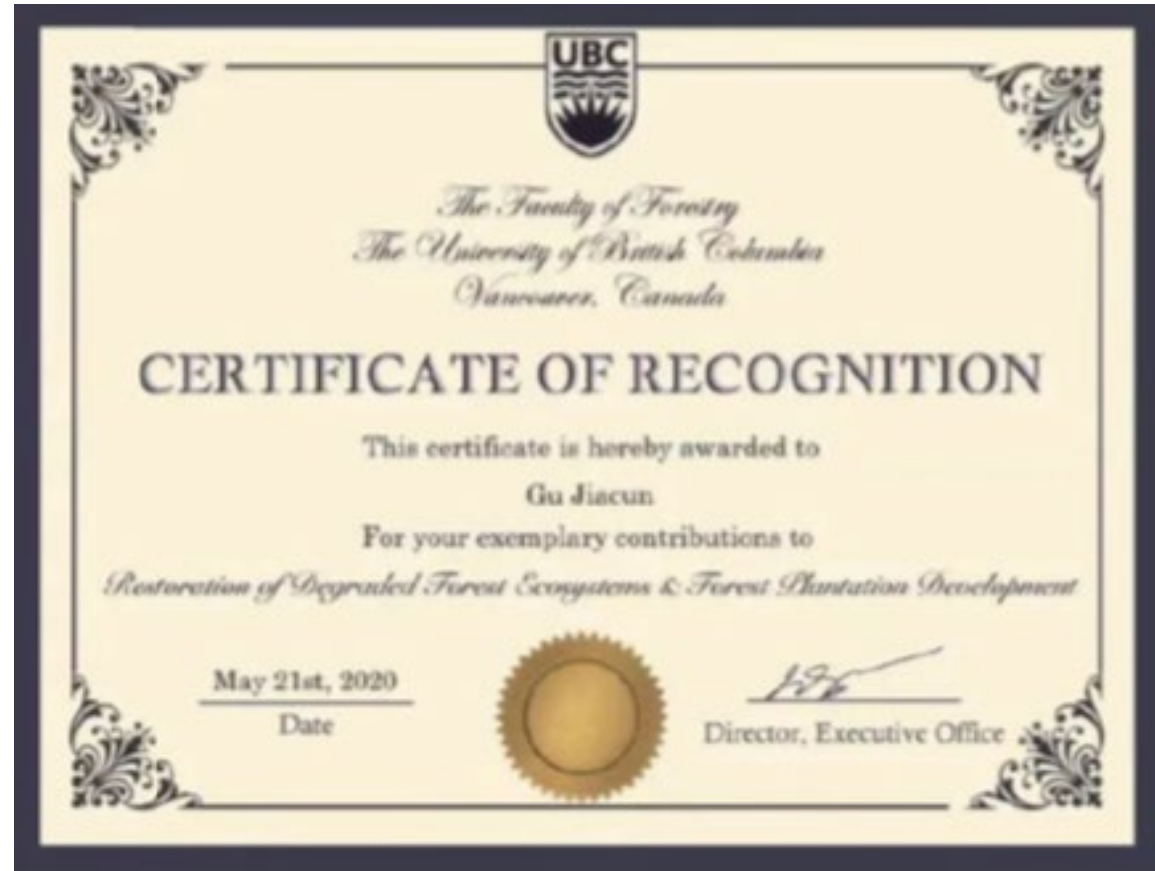 UBC
The Faculty of Forestry
The University of British Columbia
Vancouver, Canada
CERTIFICATE OF RECOGNITION
This certificate is hereby awarded to
Gu Jiacun
For your exemplary contributions to
Restoration of Degraded Forest Ecosystems & Forest Plantation Development
May 21st, 2020
Date
Director, Executive Office